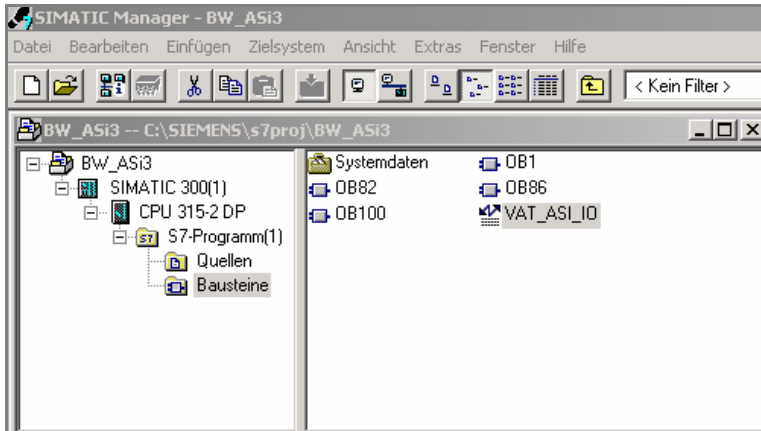 SIMATIC Manager - BW_ASi3
Datei Bearbeiten Einfügen Zielsystem Ansicht Extras Fenster Hilfe
< Kein Filter >
BW_ASi3 -- C:\SIEMENS\s7proj\BW_ASi3
BW_ASi3
SIMATIC 300(1)
CPU 315-2 DP
S7-Programm(1)
Quellen
Bausteine
Systemdaten OB1
OB82 OB86
OB100 VAT_ASI_IO